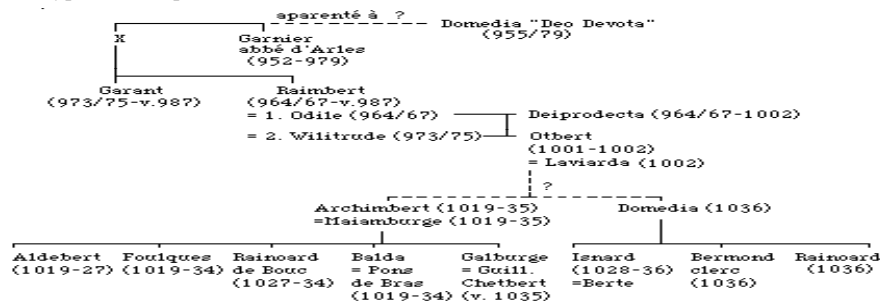 aparenté à ?
Domedia "Deo Devota"
(955/79)
X
Garnier
abbé d'Arles
(952-979)
Garant
(973/75-v.987)
Raimbert
(964/67-v.987)
= 1. Odile (964/67)
Deiprodecta (964/67-1002)
= 2. Wilitrude (973/75)
Otbert
(1001-1002)
= Laviarda (1002)
?
Archimbert (1019-35)
=Maiamburge (1019-35)
Domedia (1036)
Aldebert
(1019-27)
Foulques
(1019-34)
Rainoard
de Bouc
(1027-34)
Balda
= Pons
de Bras
(1019-34)
Galburge
= Guill.
Chetbert
(v. 1035)
Isnard
(1028-36)
=Berte
Bermond
clerc
(1036)
Rainoard
(1036)